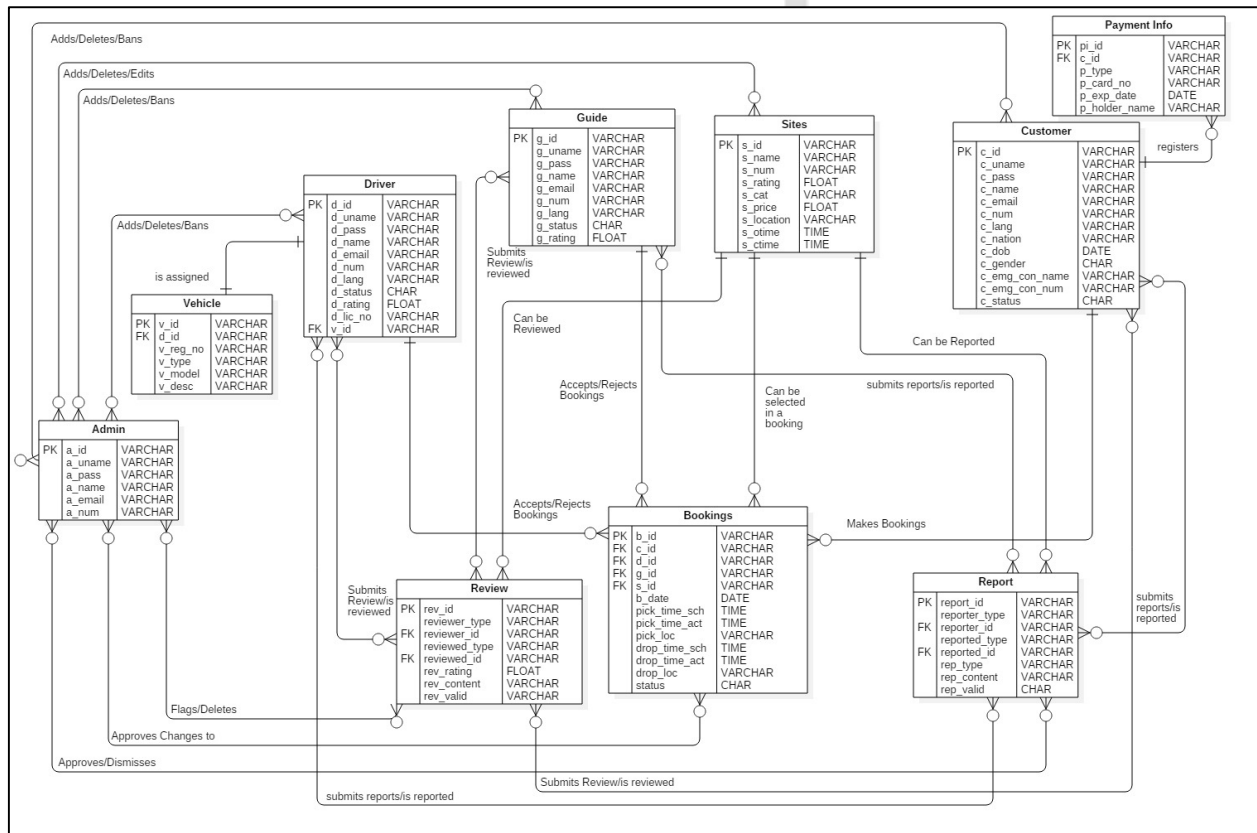 Adds/Deletes/Bans
Adds/Deletes/Edits
Adds/Deletes/Bans
Adds/Deletes/Bans
is assigned
Payment Info
PK pi_id VARCHAR
FK c_id VARCHAR
p_type VARCHAR
p_card_no VARCHAR
p_exp_date DATE
p_holder_name VARCHAR
registers
Guide
PK g_id VARCHAR
g_uname VARCHAR
g_pass VARCHAR
g_name VARCHAR
g_email VARCHAR
g_num VARCHAR
g_lang VARCHAR
g_status CHAR
g_rating FLOAT
Sites
PK s_id VARCHAR
s_name VARCHAR
s_num VARCHAR
s_rating FLOAT
s_cat VARCHAR
s_price FLOAT
s_location VARCHAR
s_otime TIME
s_ctime TIME
Customer
PK c_id VARCHAR
c_uname VARCHAR
c_pass VARCHAR
c_name VARCHAR
c_email VARCHAR
c_num VARCHAR
c_lang VARCHAR
c_nation VARCHAR
c_dob DATE
c_gender CHAR
c_emg_con_name VARCHAR
c_emg_con_num VARCHAR
c_status CHAR
Driver
PK d_id VARCHAR
d_uname VARCHAR
d_pass VARCHAR
d_name VARCHAR
d_email VARCHAR
d_num VARCHAR
d_lang VARCHAR
d_status CHAR
d_rating FLOAT
d_lic_no VARCHAR
FK v_id VARCHAR
Vehicle
PK v_id VARCHAR
FK d_id VARCHAR
v_reg_no VARCHAR
v_type VARCHAR
v_model VARCHAR
v_desc VARCHAR
Submits
Review/is
reviewed
Can be
Reviewed
Accepts/Rejects
Bookings
Can be
selected
in a
booking
Can be Reported
submits reports/is reported
Admin
PK a_id VARCHAR
a_uname VARCHAR
a_pass VARCHAR
a_name VARCHAR
a_email VARCHAR
a_num VARCHAR
Accepts/Rejects
Bookings
Bookings
PK b_id VARCHAR
FK c_id VARCHAR
FK d_id VARCHAR
FK g_id VARCHAR
FK s_id VARCHAR
b_date DATE
pick_time_sch TIME
pick_time_act TIME
pick_loc VARCHAR
drop_time_sch TIME
drop_time_act TIME
drop_loc VARCHAR
status CHAR
Makes Bookings
Submits
Review/is
reviewed
Review
PK rev_id VARCHAR
reviewer_type VARCHAR
FK reviewer_id VARCHAR
reviewed_type VARCHAR
FK reviewed_id VARCHAR
rev_rating FLOAT
rev_content VARCHAR
rev_valid VARCHAR
Report
PK report_id VARCHAR
reporter_type VARCHAR
FK reporter_id VARCHAR
reported_type VARCHAR
FK reported_id VARCHAR
rep_type VARCHAR
rep_content VARCHAR
rep_valid CHAR
submits
reports/is
reported
Flags/Deletes
Approves Changes to
Approves/Dismisses
Submits Review/is reviewed
submits reports/is reported